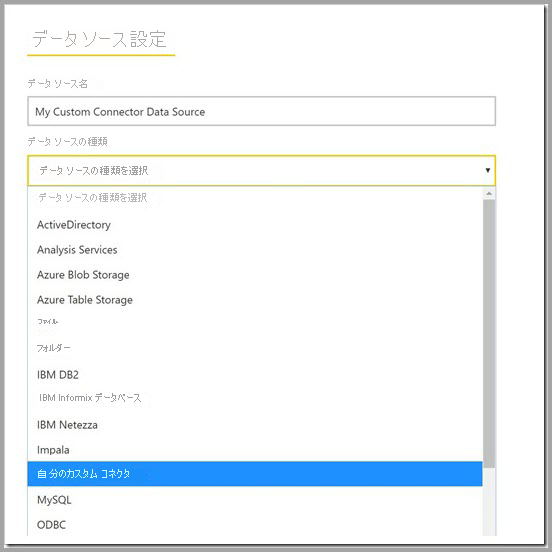 データソース設定
データソース名
My Custom Connector Data Source
データソースの種類
データソースの種類を選択
データソースの種類を選択
ActiveDirectory
Analysis Services
Azure Blob Storage
Azure Table Storage
ファイル
フォルダー
IBM DB2
IBM Informix データベース
IBM Netezza
Impala
自分のカスタム コネクタ
MySQL
ODBC